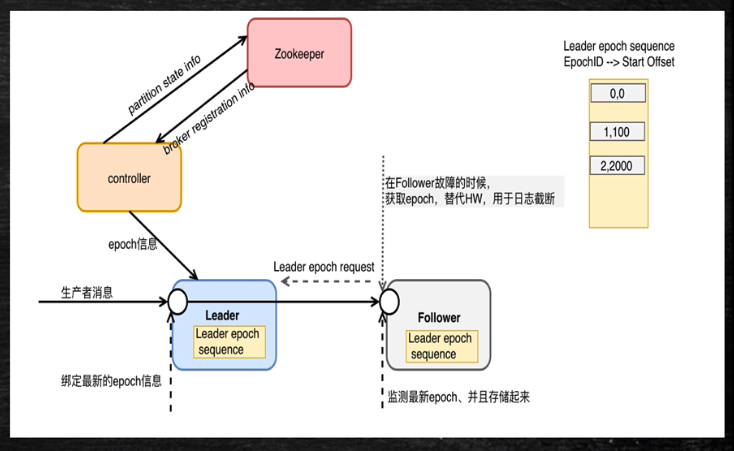 Zookeeper
Leader epoch sequence
EpochID --> Start Offset
0,0
1,100
2,2000
partition state info
broker registration info
controller
在Follower故障的时候，
获取epoch，替代HW，用于日志截断
epoch信息
Leader epoch request
生产者消息
Leader
Leader epoch
sequence
Follower
Leader epoch
sequence
绑定最新的epoch信息
监测最新epoch、并且存储起来